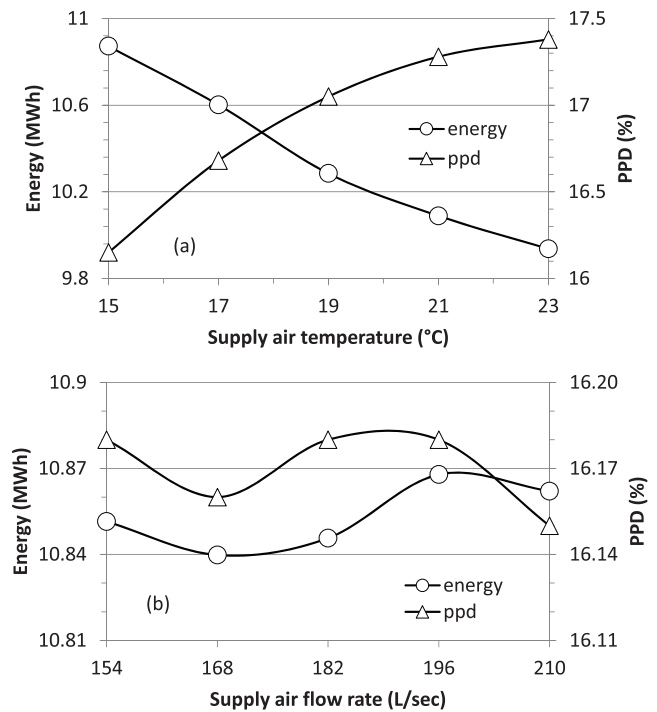 11
17.5
10.6
17
10.2
16.5
9.8
16
Energy (MWh)
PPD (%)
energy
ppd
(a)
15 17 19 21 23
Supply air temperature (°C)
10.9
16.20
10.87
16.17
10.84
16.14
10.81
16.11
Energy (MWh)
PPD (%)
energy
ppd
(b)
154 168 182 196 210
Supply air flow rate (L/sec)